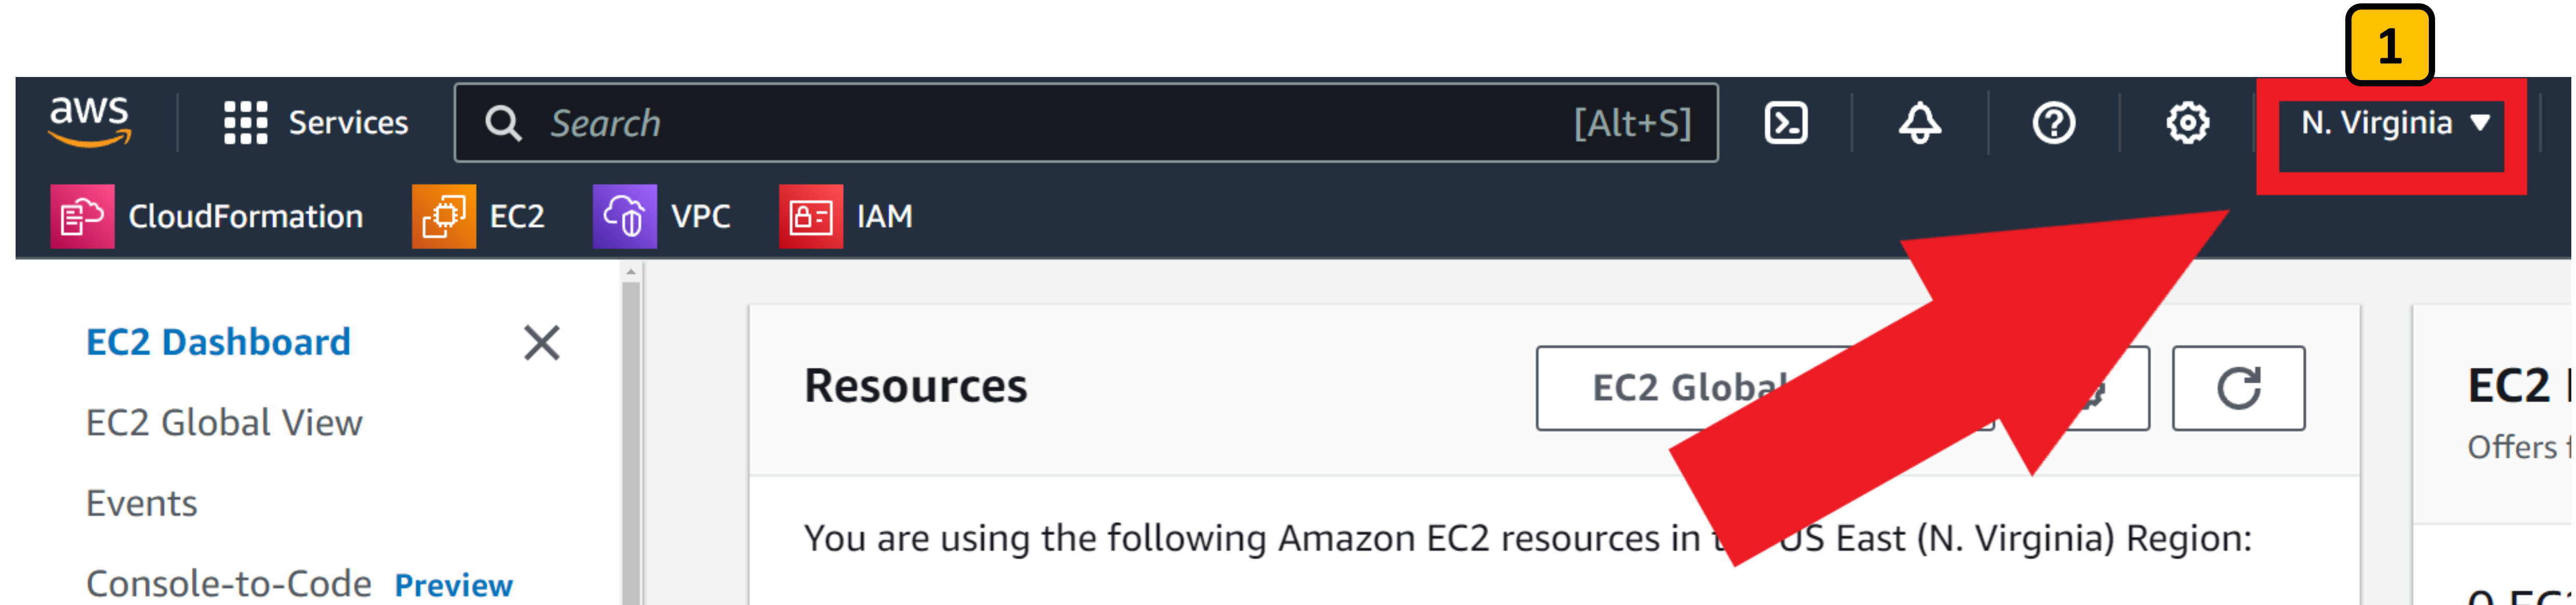 1
aws Services Search [Alt+S] N. Virginia
CloudFormation EC2 VPC IAM
EC2 Dashboard
EC2 Global View
Events
Console-to-Code Preview
Resources EC2 Global
You are using the following Amazon EC2 resources in US East (N. Virginia) Region:
EC2
Offers